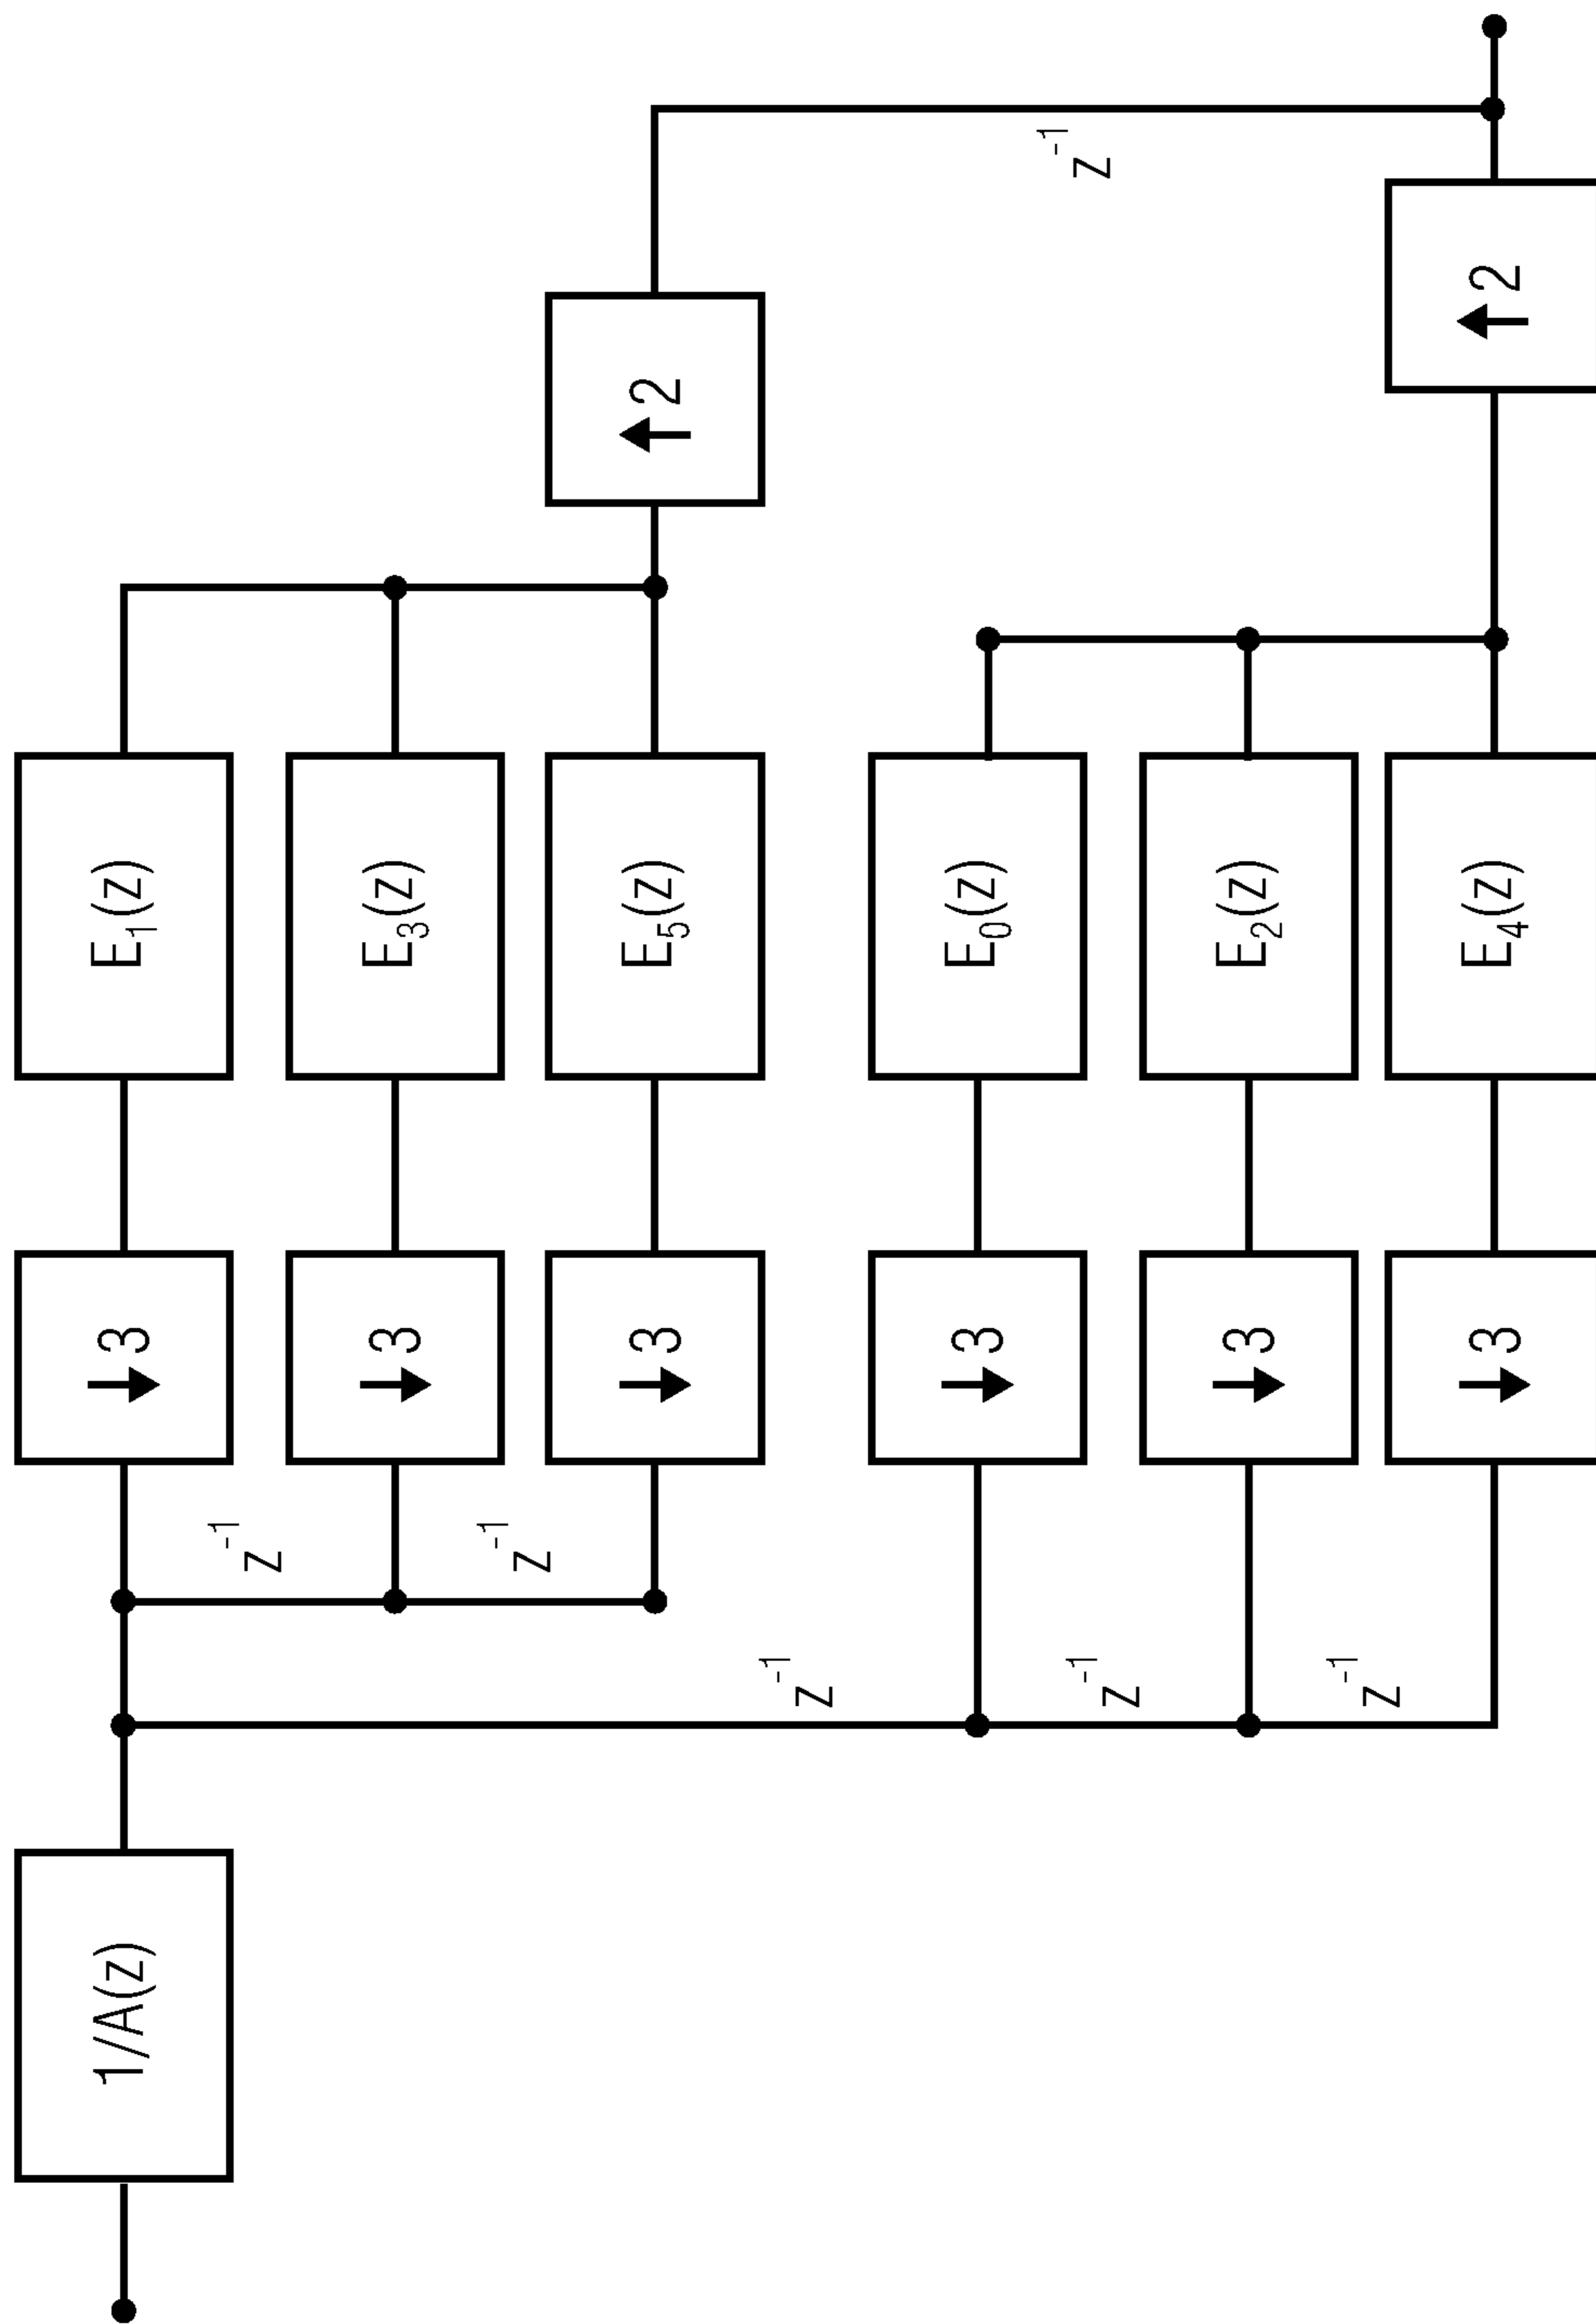 1/A(z)
↓3
E₁(z)
z⁻¹
↓3
E₃(z)
z⁻¹
↓3
E₅(z)
↑2
z⁻¹
↓3
E₀(z)
z⁻¹
z⁻¹
↓3
E₂(z)
z⁻¹
↓3
E₄(z)
↑2